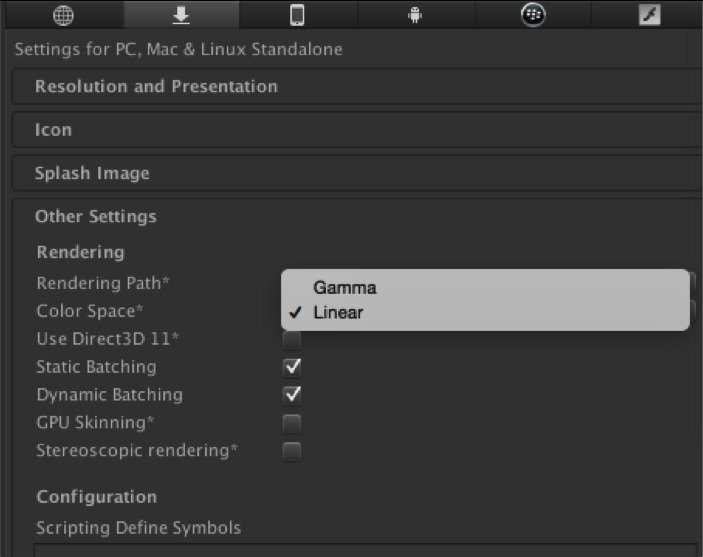 Settings for PC, Mac & Linux Standalone
Resolution and Presentation
Icon
Splash Image
Other Settings
Rendering
Rendering Path*
Gamma
Color Space*
Linear
Use Direct3D 11*
Static Batching
Dynamic Batching
GPU Skinning*
Stereoscopic rendering*
Configuration
Scripting Define Symbols